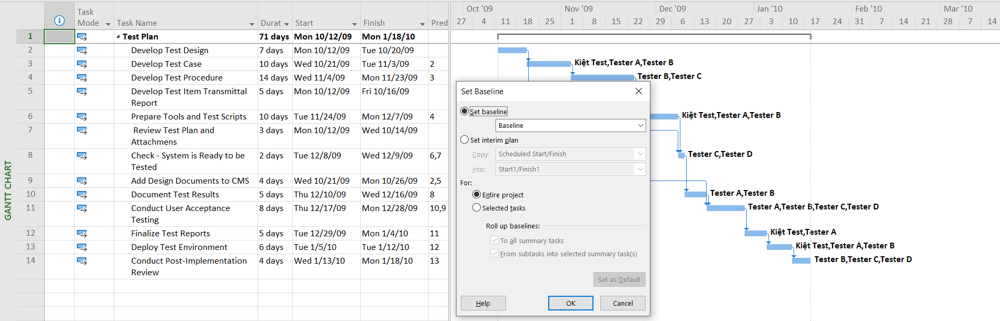 Task
Mode
Task Name
Durat
Start
Finish
Pred
Oct '09
Nov '09
Dec '09
Jan '10
Feb '10
Mar '10
27 4 11 18 25 1 8 15 22 29 6 13 20 27 3 10 17 24 31 7 14 21 28 7 14
GANTT CHART
1 Test Plan 71 days Mon 10/12/09 Mon 1/18/10
2 Develop Test Design 7 days Mon 10/12/09 Tue 10/20/09
3 Develop Test Case 10 days Wed 10/21/09 Tue 11/3/09 2
4 Develop Test Procedure 14 days Wed 11/4/09 Mon 11/23/09 3
5 Develop Test Item Transmittal 5 days Mon 10/12/09 Fri 10/16/09
Report
6 Prepare Tools and Test Scripts 10 days Tue 11/24/09 Mon 12/7/09 4
7 Review Test Plan and 3 days Mon 10/12/09 Wed 10/14/09
Attachmens
8 Check - System is Ready to be 2 days Tue 12/8/09 Wed 12/9/09 6,7
Tested
9 Add Design Documents to CMS 4 days Wed 10/21/09 Mon 10/26/09 2,5
10 Document Test Results 5 days Thu 12/10/09 Wed 12/16/09 8
11 Conduct User Acceptance 8 days Thu 12/17/09 Mon 12/28/09 10,9
Testing
12 Finalize Test Reports 5 days Tue 12/29/09 Mon 1/4/10 11
13 Deploy Test Environment 6 days Tue 1/5/10 Tue 1/12/10 12
14 Conduct Post-Implementation 4 days Wed 1/13/10 Mon 1/18/10 13
Review
Kiệt Test,Tester A,Tester B
Tester B,Tester C
Kiệt Test,Tester A,Tester B
Tester C,Tester D
Tester A,Tester B
Tester A,Tester B,Tester C,Tester D
Kiệt Test,Tester A
Kiệt Test,Tester A,Tester B
Tester B,Tester C,Tester D
Set Baseline
Set baseline
Baseline
Set interim plan
Copy: Scheduled Start/Finish
Into: Start1/Finish1
For:
Entire project
Selected tasks
Roll up baselines:
To all summary tasks
From subtasks into selected summary task(s)
Set as Default
Help
OK
Cancel